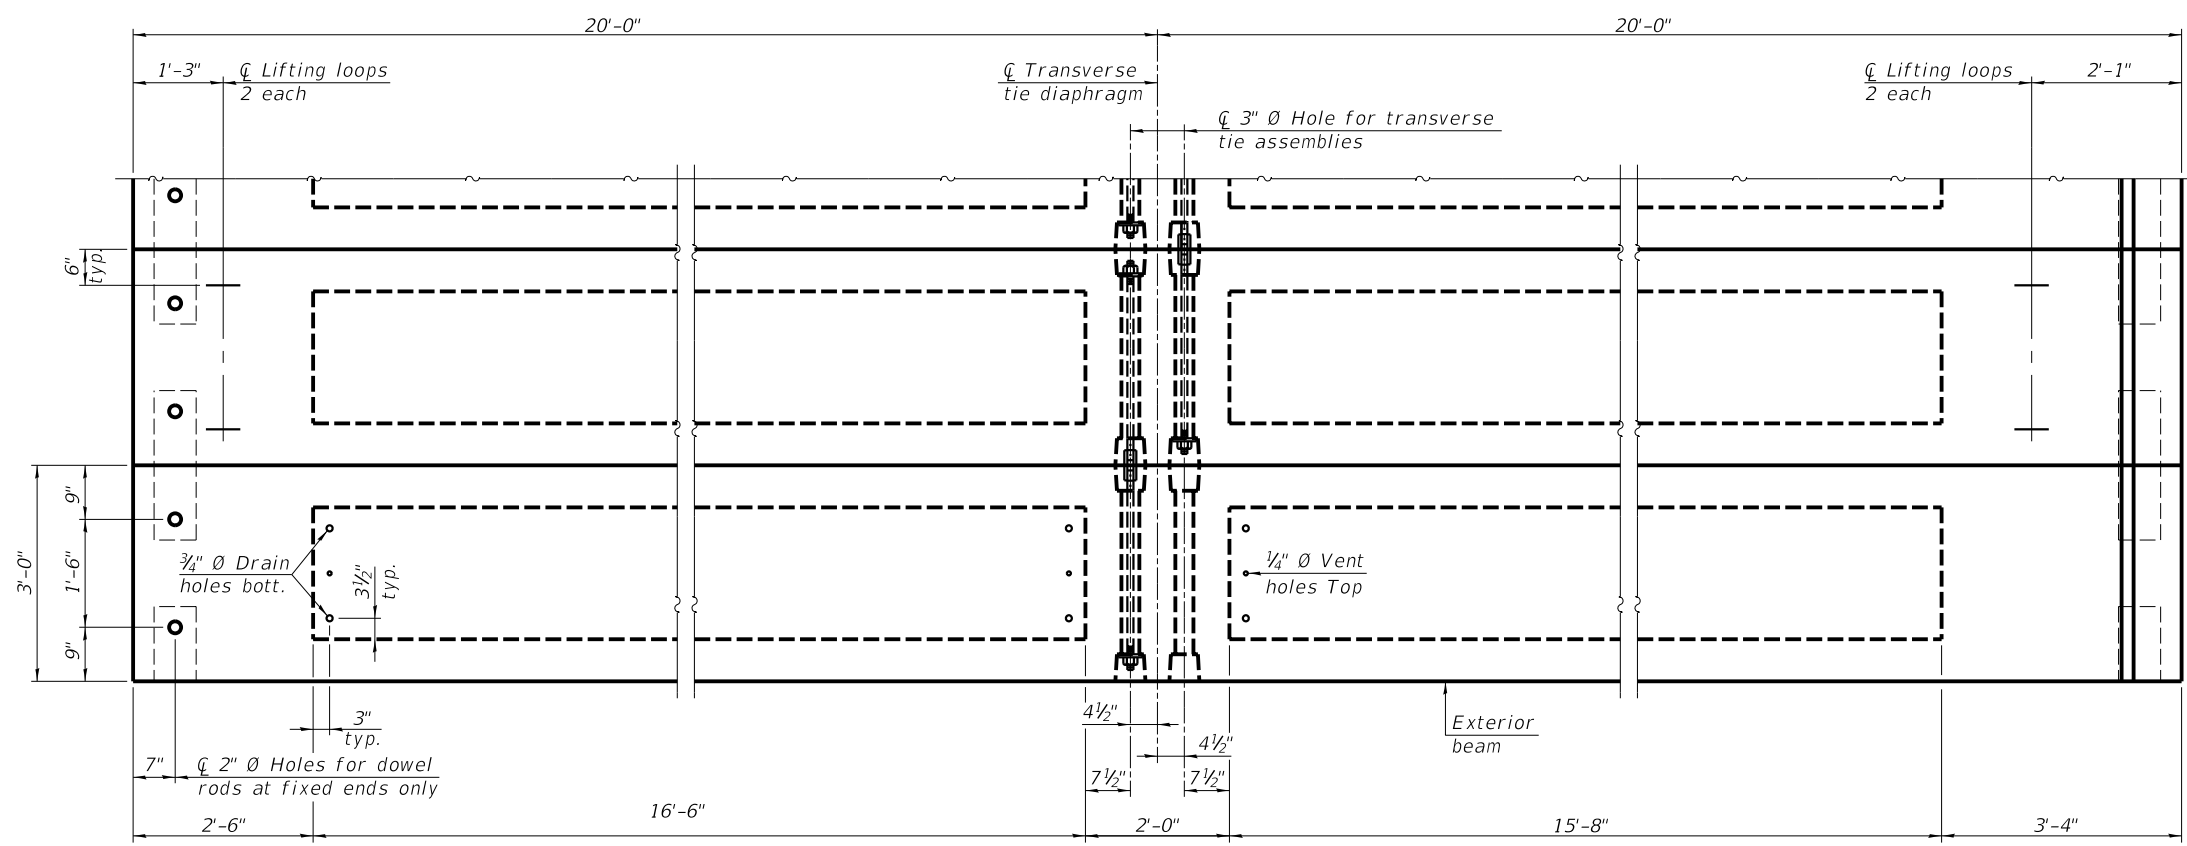 20'-0"
20'-0"
1'-3"
℄ Lifting loops
2 each
℄ Transverse
tie diaphragm
℄ Lifting loops
2 each
2'-1"
℄ 3" Ø Hole for transverse
tie assemblies
6"
typ.
9"
1'-6"
9"
3'-0"
¾" Ø Drain
holes bott.
3½"
typ.
¼" Ø Vent
holes Top
3"
typ.
7"
℄ 2" Ø Holes for dowel
rods at fixed ends only
4½"
4½"
7½"
7½"
Exterior
beam
2'-6"
16'-6"
2'-0"
15'-8"
3'-4"